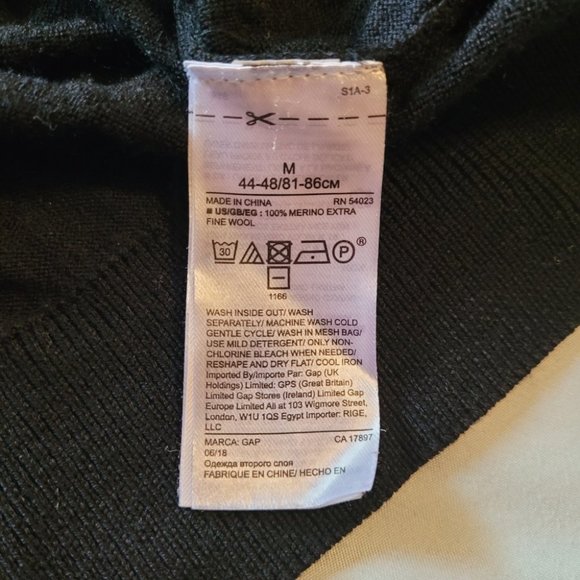 S1A-3
M
44-48/81-86CM
MADE IN CHINA RN 54023
■ US/GB/EG : 100% MERINO EXTRA
FINE WOOL
30 P ®
1166
WASH INSIDE OUT/ WASH
SEPARATELY/ MACHINE WASH COLD
GENTLE CYCLE/ WASH IN MESH BAG/
USE MILD DETERGENT/ ONLY NON-
CHLORINE BLEACH WHEN NEEDED/
RESHAPE AND DRY FLAT/ COOL IRON
Imported By/Importe Par: Gap (UK
Holdings) Limited: GPS (Great Britain)
Limited Gap Stores (Ireland) Limited Gap
Europe Limited All at 103 Wigmore Street,
London, W1U 1QS Egypt Importer: RIGE,
LLC
MARCA: GAP CA 17897
06/18
Одежда второго слоя
FABRIQUE EN CHINE/ HECHO EN